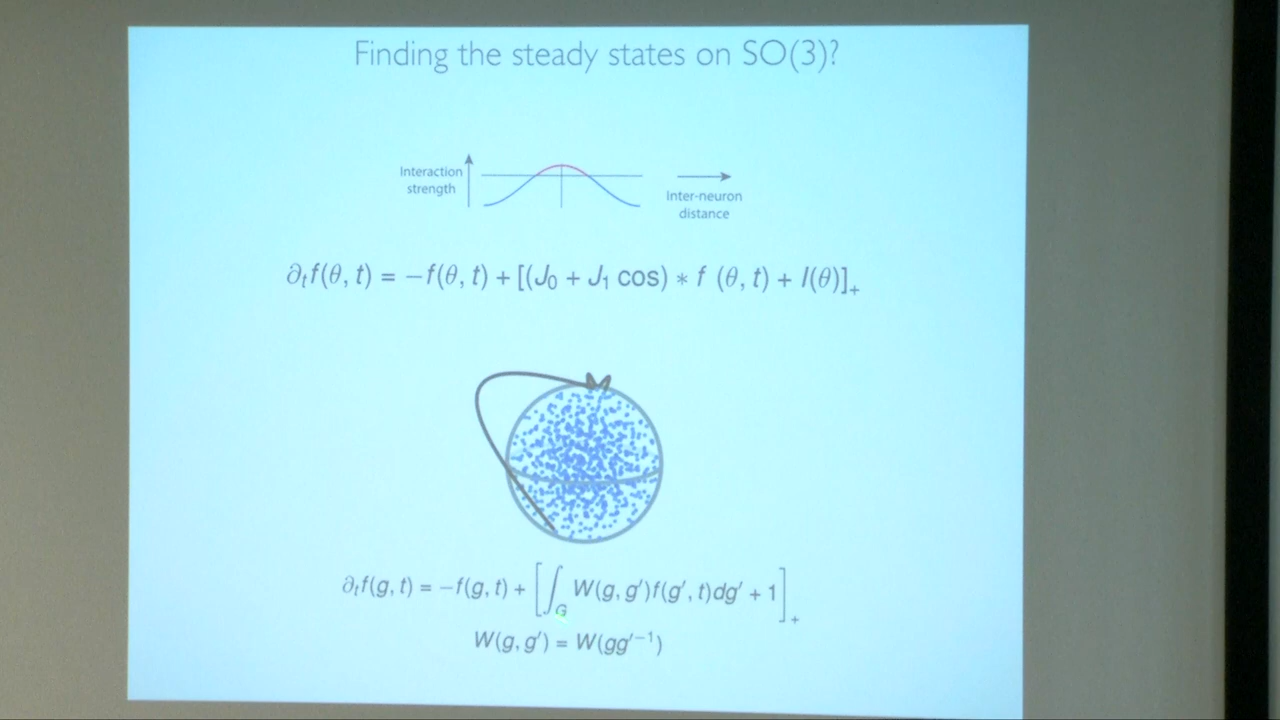 Finding the steady states on SO(3)?
Interaction
strength
Inter-neuron
distance
∂ₜf(θ, t) = −f(θ, t) + [(J₀ + J₁ cos) ∗ f (θ, t) + I(θ)]₊
∂ₜf(g, t) = −f(g, t) + [∫_G W(g, g′)f(g′, t)dg′ + 1]₊
W(g, g′) = W(gg′⁻¹)